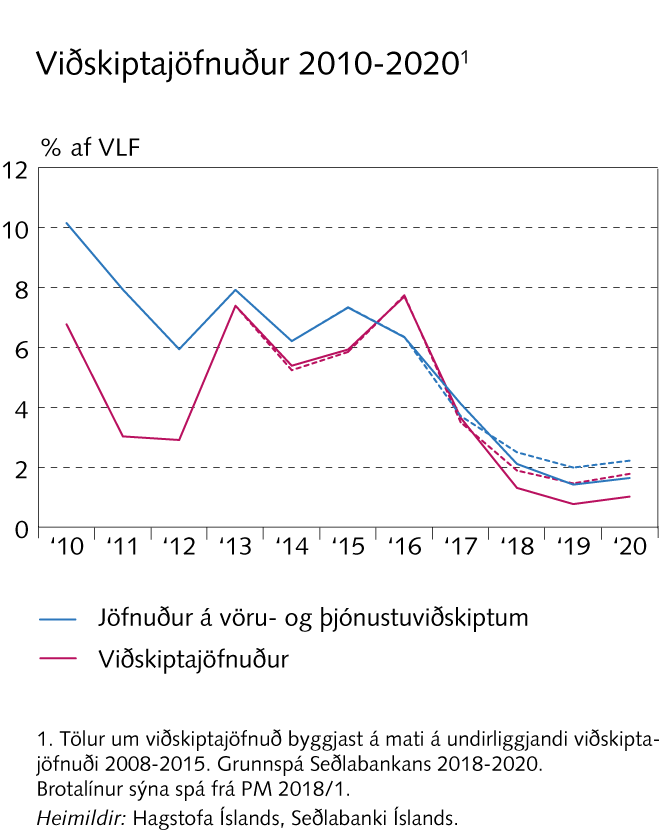 Viðskiptajöfnuður 2010-2020¹
% af VLF
12
10
8
6
4
2
0
‘10 ‘11 ‘12 ‘13 ‘14 ‘15 ‘16 ‘17 ‘18 ‘19 ‘20
Jöfnuður á vöru- og þjónustuviðskiptum
Viðskiptajöfnuður
1. Tölur um viðskiptajöfnuð byggjast á mati á undirliggjandi viðskipta-
jöfnuði 2008-2015. Grunnspá Seðlabankans 2018-2020.
Brotalínur sýna spá frá PM 2018/1.
Heimildir: Hagstofa Íslands, Seðlabanki Íslands.